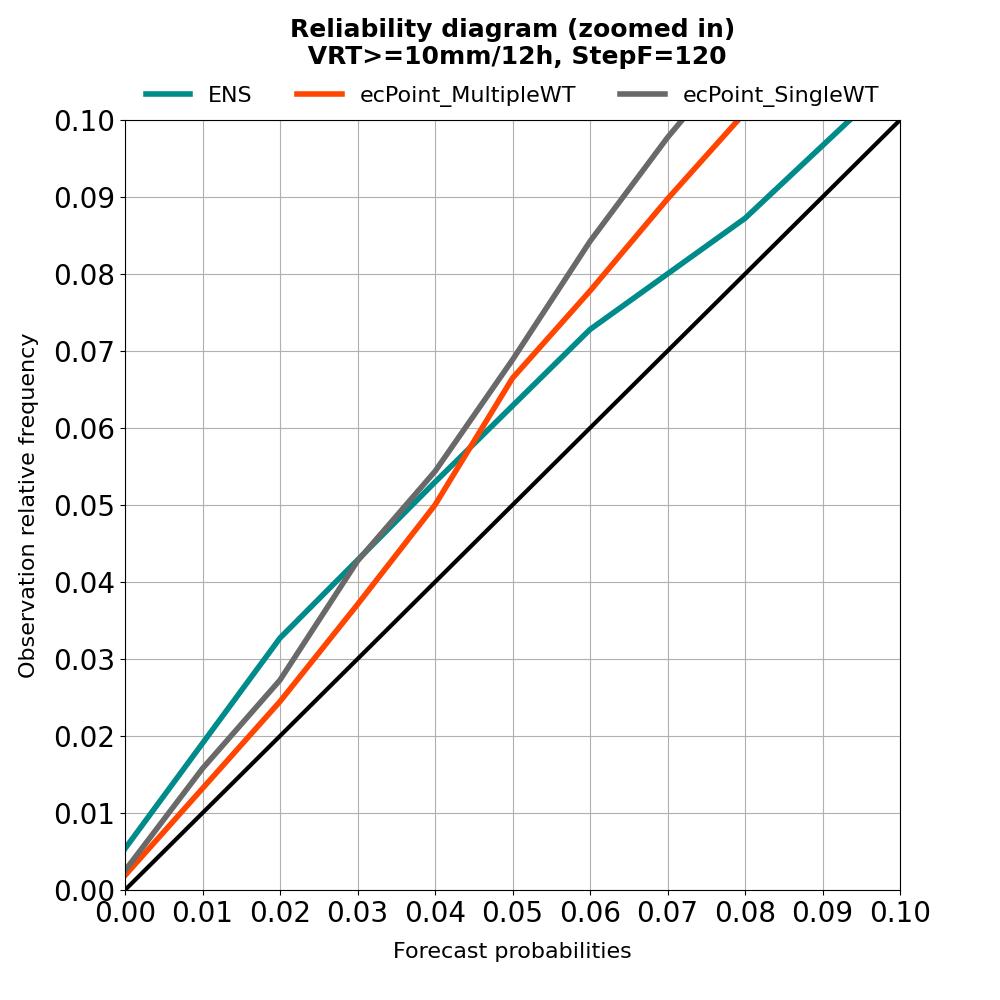 Reliability diagram (zoomed in)
VRT>=10mm/12h, StepF=120
ENS ecPoint_MultipleWT ecPoint_SingleWT
0.10
0.09
0.08
0.07
0.06
0.05
0.04
0.03
0.02
0.01
0.00
Observation relative frequency
0.00 0.01 0.02 0.03 0.04 0.05 0.06 0.07 0.08 0.09 0.10
Forecast probabilities